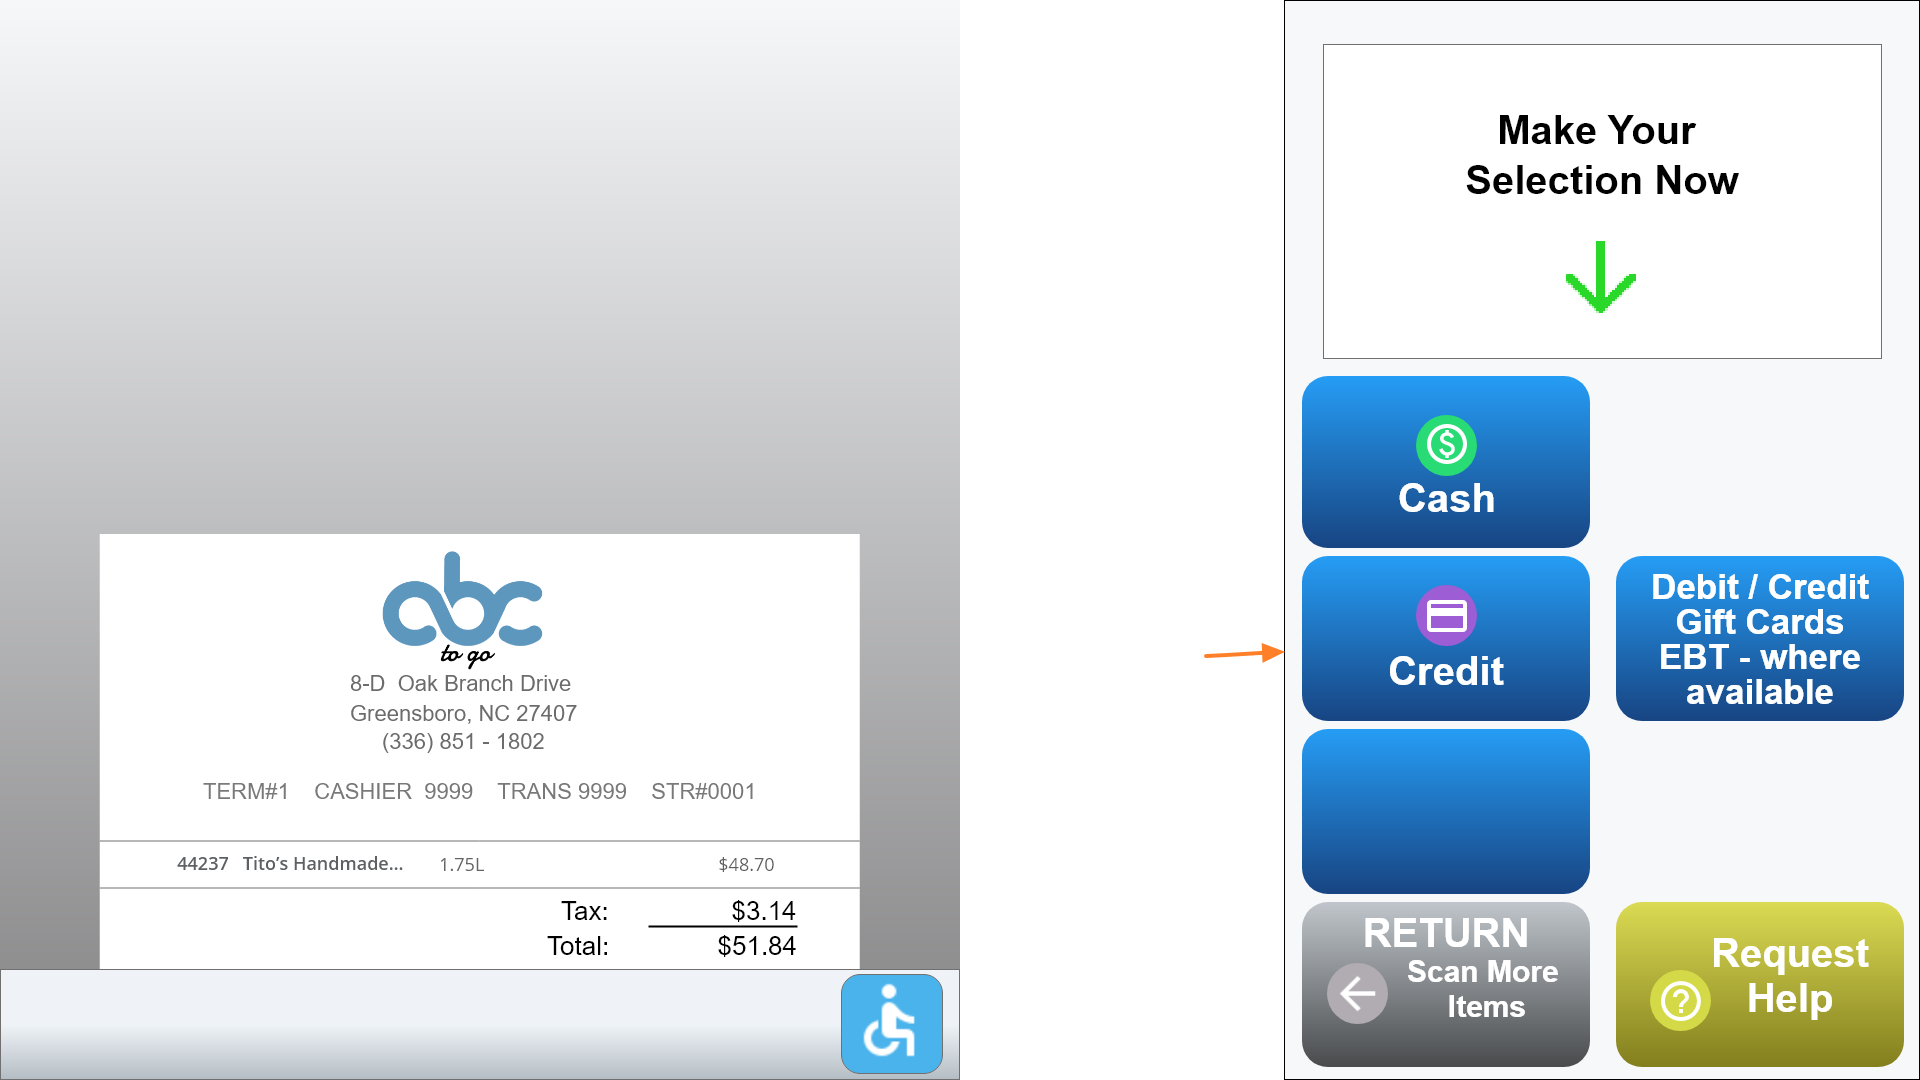 abc
to go
8-D  Oak Branch Drive
Greensboro, NC 27407
(336) 851 - 1802
TERM#1  CASHIER  9999  TRANS 9999  STR#0001
44237  Tito's Handmade...  1.75L  $48.70
Tax: $3.14
Total: $51.84
Make Your
Selection Now
$
Cash
Credit
Debit / Credit
Gift Cards
EBT - where
available
RETURN
Scan More
Items
Request
Help
?